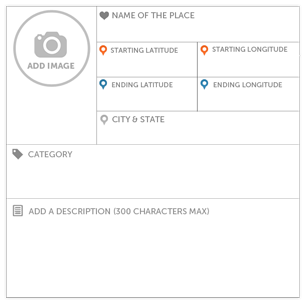 NAME OF THE PLACE
STARTING LATITUDE
STARTING LONGITUDE
ADD IMAGE
ENDING LATITUDE
ENDING LONGITUDE
CITY & STATE
CATEGORY
ADD A DESCRIPTION (300 CHARACTERS MAX)